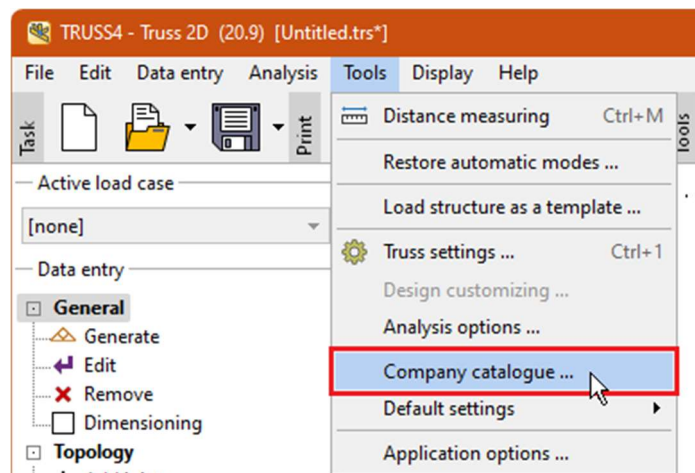 TRUSS4 - Truss 2D (20.9) [Untitled.trs*]
File Edit Data entry Analysis Tools Display Help
Task
Print
Tools
Active load case
[none]
Data entry
General
Generate
Edit
Remove
Dimensioning
Topology
Distance measuring Ctrl+M
Restore automatic modes ...
Load structure as a template ...
Truss settings ... Ctrl+1
Design customizing ...
Analysis options ...
Company catalogue ...
Default settings
Application options ...